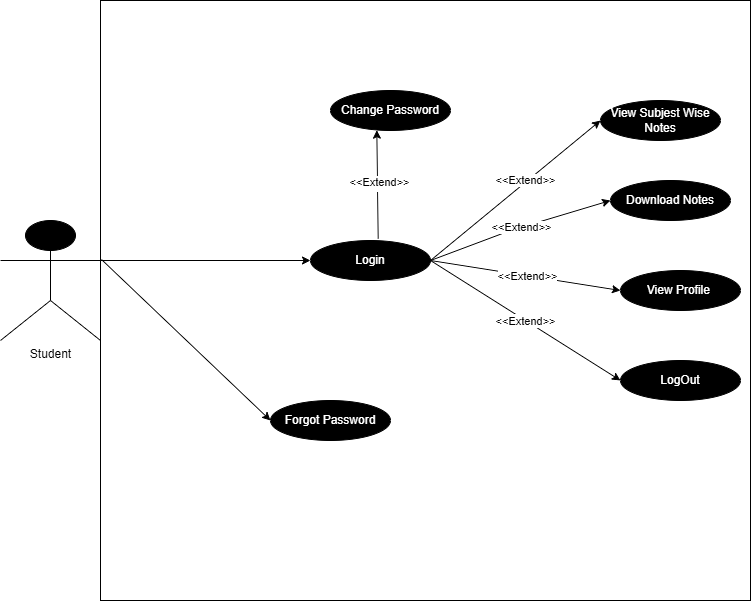 Change Password
View Subjest Wise
Notes
<<Extend>>
<<Extend>>
Download Notes
<<Extend>>
Login
<<Extend>>
View Profile
<<Extend>>
Student
LogOut
Forgot Password